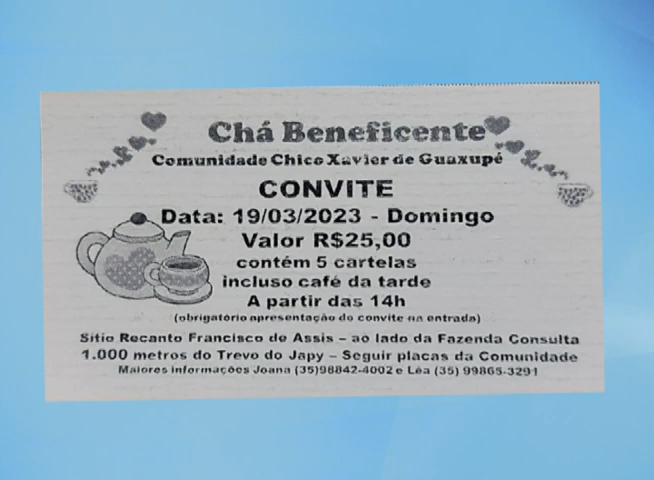 Chá Beneficente
Comunidade Chico Xavier de Guaxupé
CONVITE
Data: 19/03/2023 - Domingo
Valor R$25,00
contém 5 cartelas
incluso café da tarde
A partir das 14h
(obrigatório apresentação do convite na entrada)
Sítio Recanto Francisco de Assis – ao lado da Fazenda Consulta
1.000 metros do Trevo do Japy – Seguir placas da Comunidade
Maiores informações Joana (35)98842-4002 e Léa (35) 99865-3291